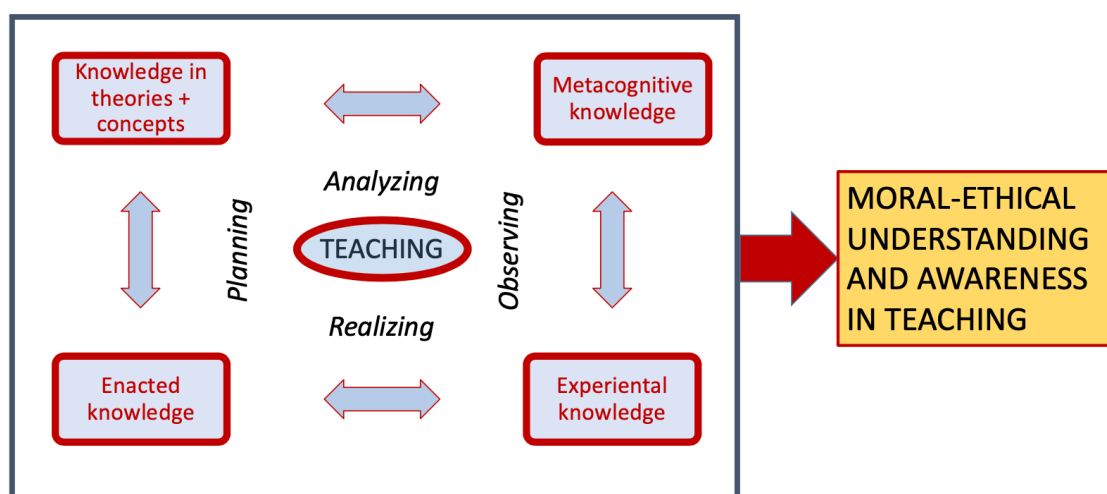 Knowledge in
theories +
concepts
Metacognitive
knowledge
Analyzing
Planning
TEACHING
Observing
Realizing
Enacted
knowledge
Experiental
knowledge
MORAL-ETHICAL
UNDERSTANDING
AND AWARENESS
IN TEACHING